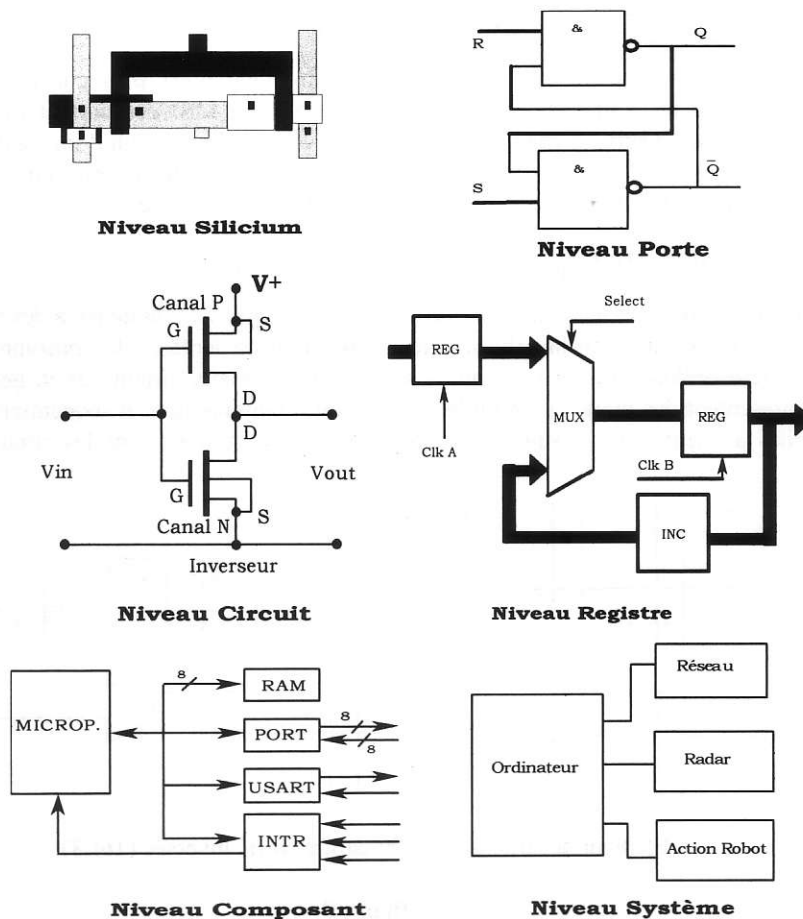 Niveau Silicium
R
&
Q
S
&
Q̄
Niveau Porte
V+
Canal P
G
S
D
D
Vin
Vout
G
S
Canal N
Inverseur
Niveau Circuit
Select
REG
MUX
REG
Clk A
Clk B
INC
Niveau Registre
MICROP.
8
RAM
PORT
8
8
USART
INTR
Niveau Composant
Ordinateur
Réseau
Radar
Action Robot
Niveau Système